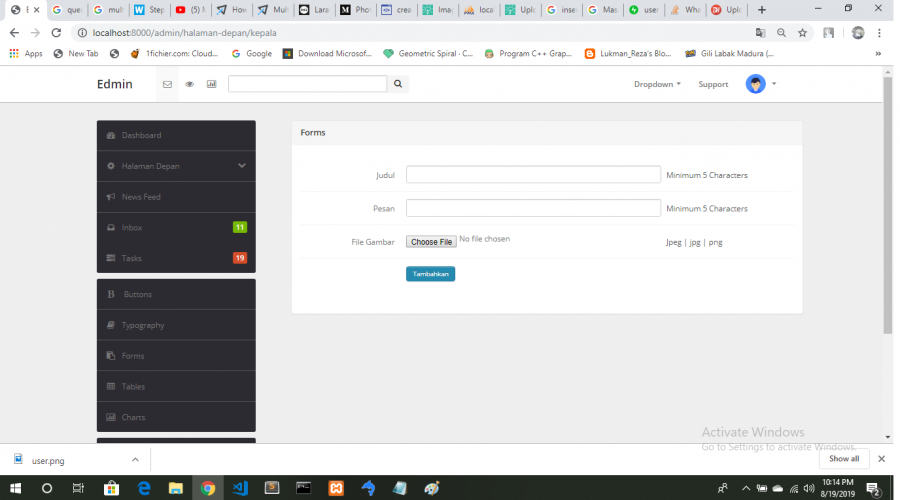 que
mult
Step
(5) M
How
Mult
Lara
Phot
crea
Imag
loca
Uplo
inse
Mas
user
Wha
Uplo
localhost:8000/admin/halaman-depan/kepala
Apps New Tab 1fichier.com: Cloud... Google Download Microsof... Geometric Spiral - C... Program C++ Grap... Lukman_Reza's Blo... Gili Labak Madura (... »
Edmin Dropdown Support
Dashboard
Halaman Depan
News Feed
Inbox 11
Tasks 19
B Buttons
Typography
Forms
Tables
Charts
Forms
Judul Minimum 5 Characters
Pesan Minimum 5 Characters
File Gambar Choose File No file chosen Jpeg | jpg | png
Tambahkan
Activate Windows
Go to Settings to activate Windows.
user.png Show all
10:14 PM
8/19/2019
2